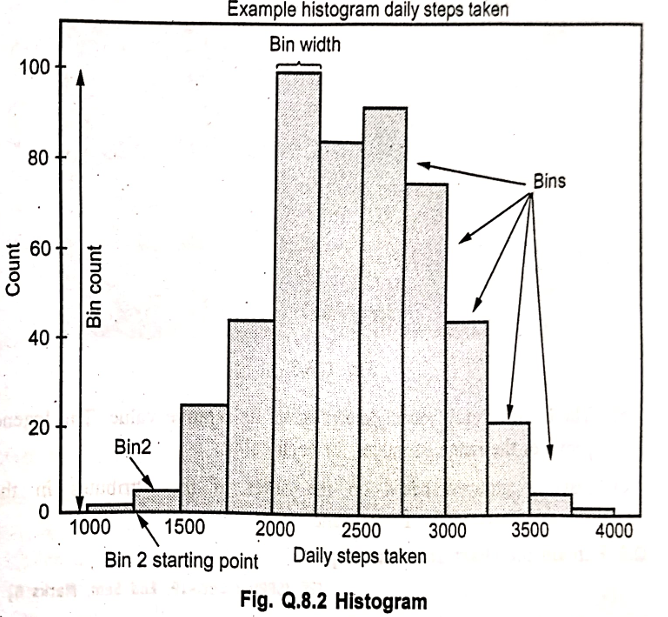 Example histogram daily steps taken
Bin width
100
80
60
40
20
0
Count
Bin count
Bins
Bin2
1000 1500 2000 2500 3000 3500 4000
Bin 2 starting point
Daily steps taken
Fig. Q.8.2 Histogram